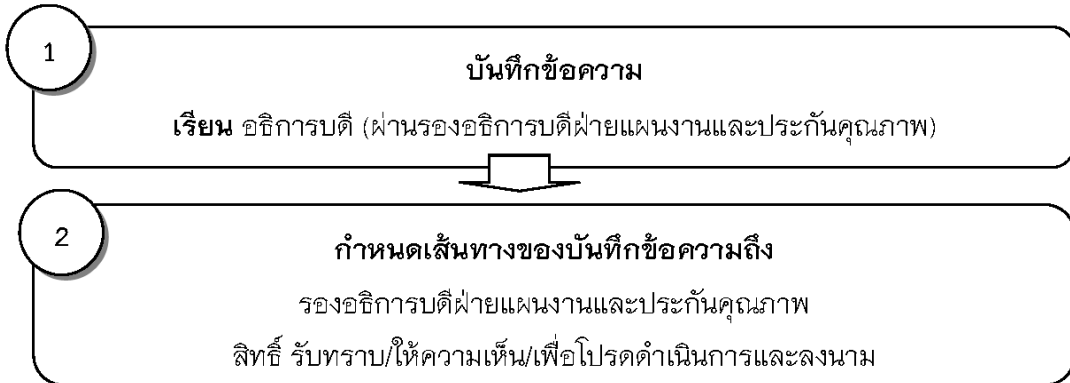 1
บันทึกข้อความ
เรียน อธิการบดี (ผ่านรองอธิการบดีฝ่ายแผนงานและประกันคุณภาพ)
2
กำหนดเส้นทางของบันทึกข้อความถึง
รองอธิการบดีฝ่ายแผนงานและประกันคุณภาพ
สิทธิ์ รับทราบ/ให้ความเห็น/เพื่อโปรดดำเนินการและลงนาม